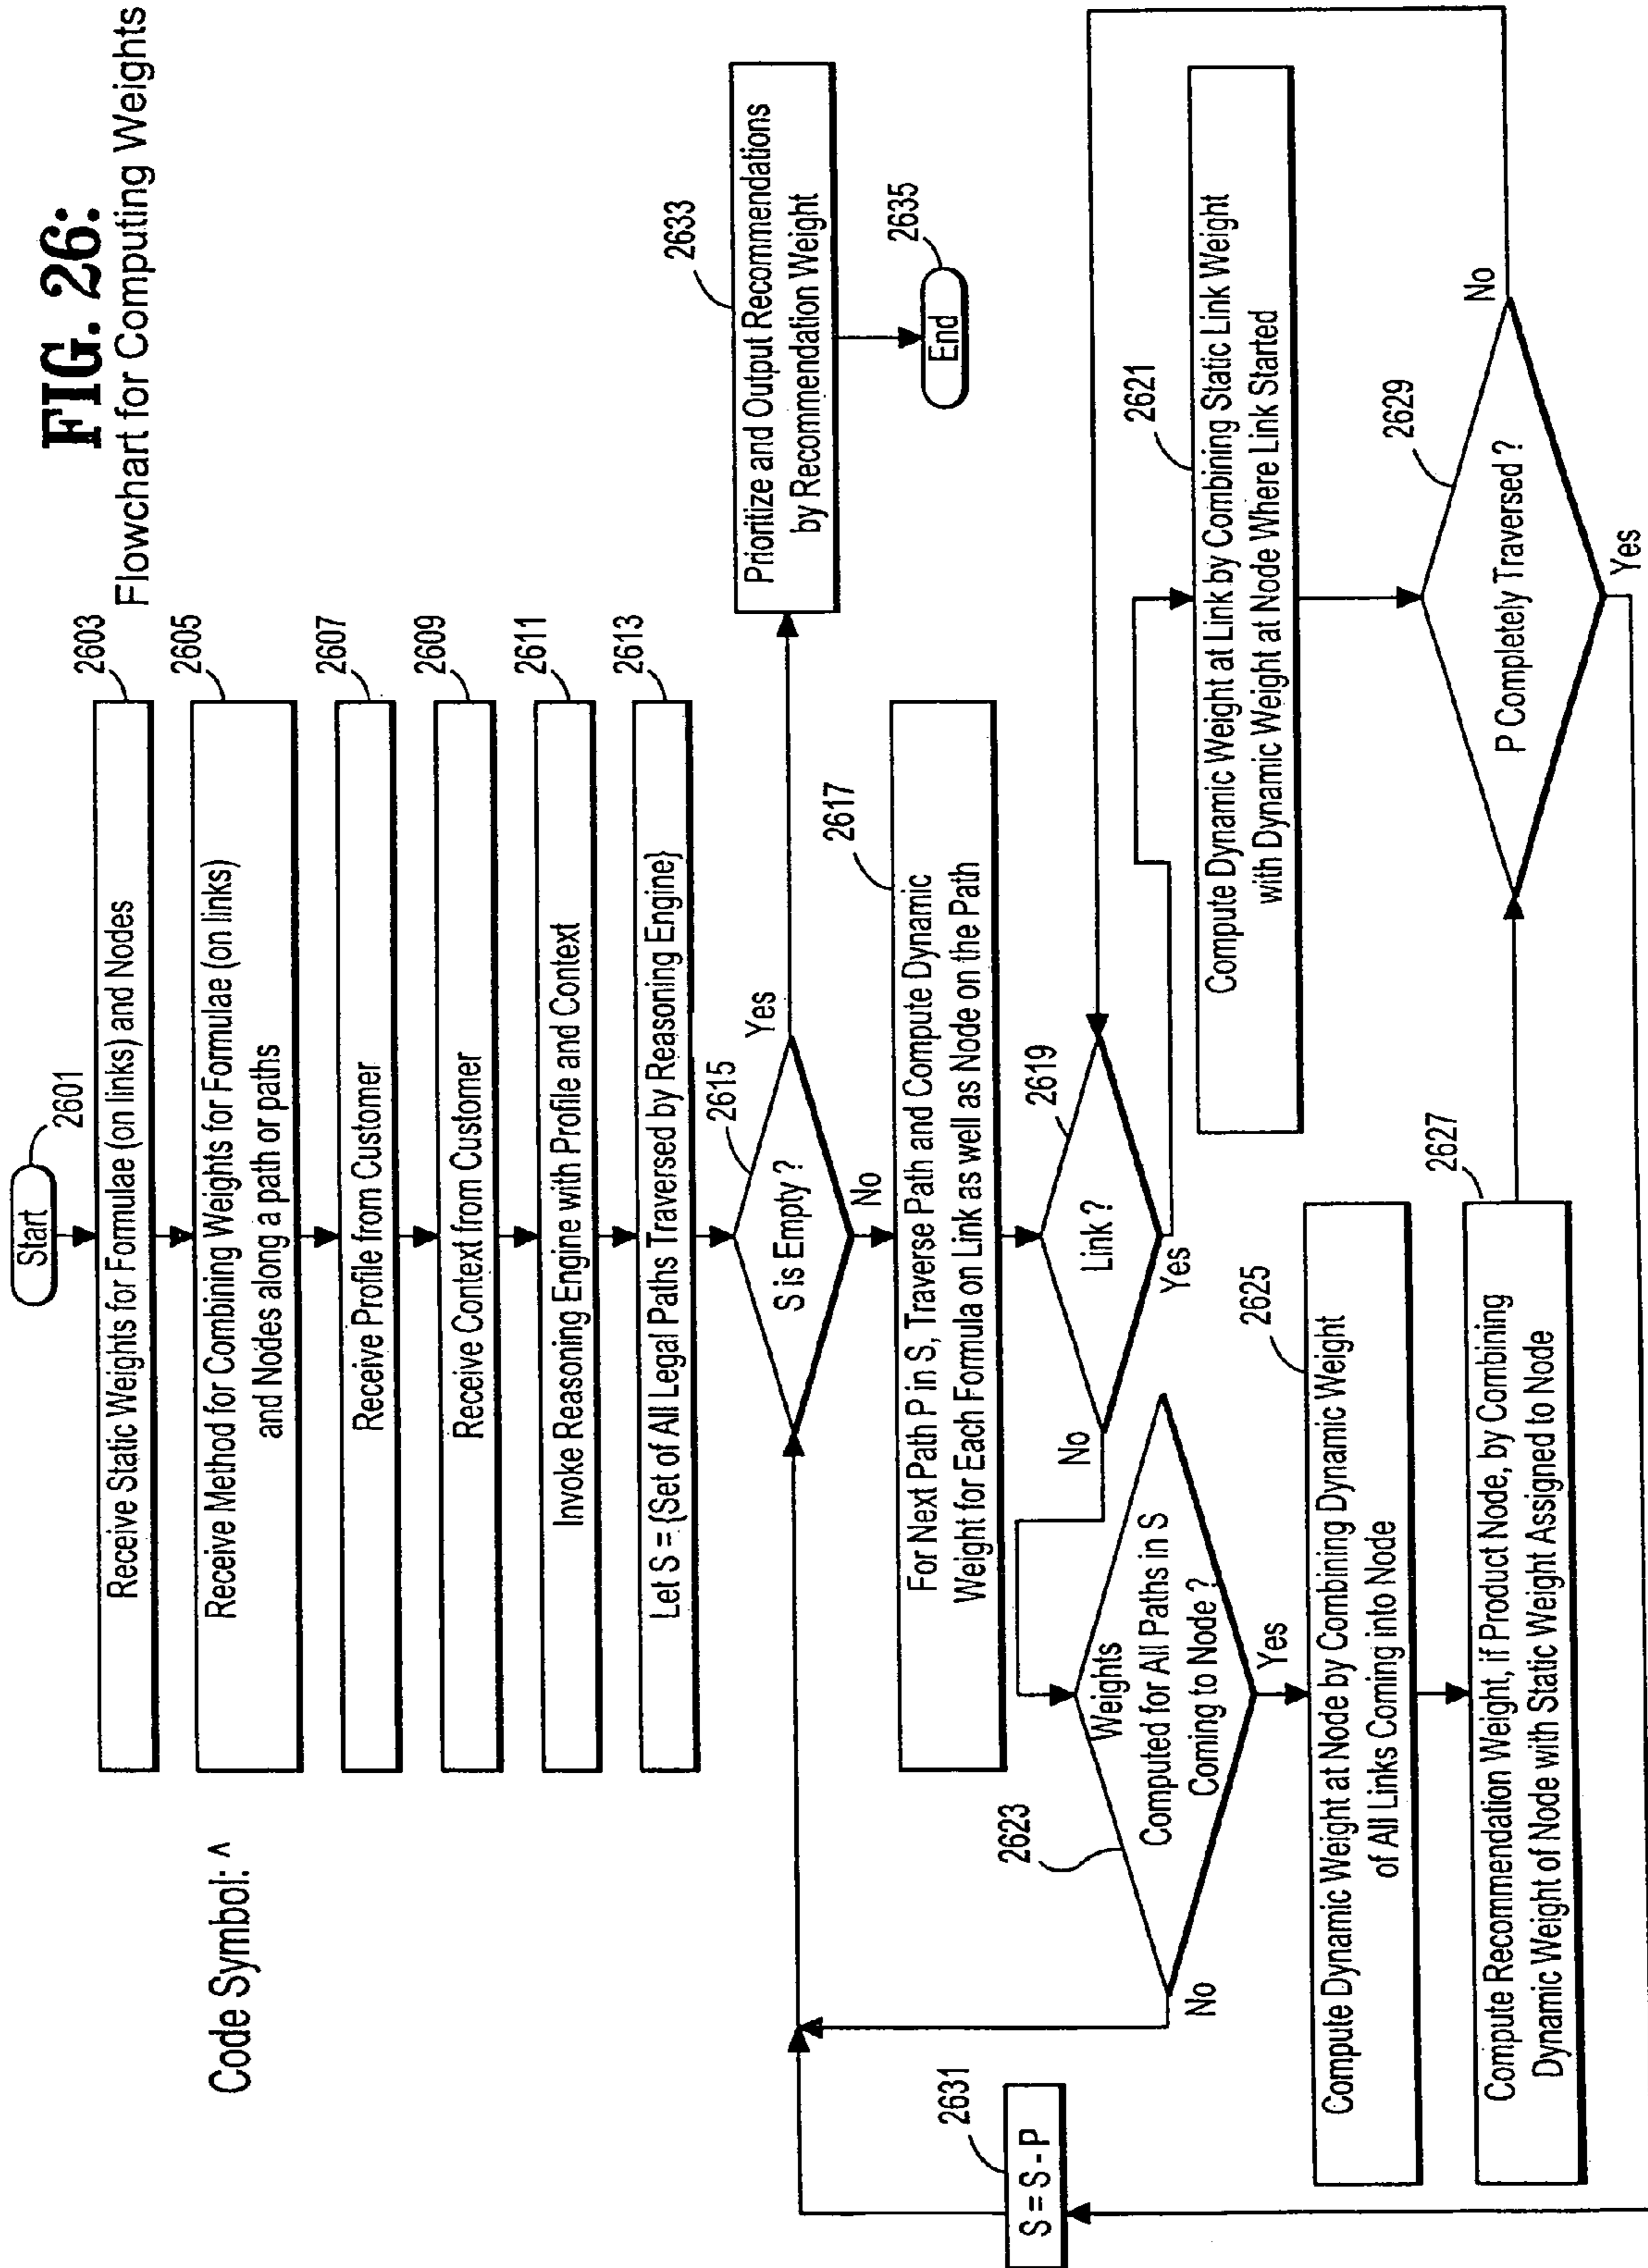 FIG. 26:
Flowchart for Computing Weights
Code Symbol: ^
Start
2601
Receive Static Weights for Formulae (on links) and Nodes
2603
Receive Method for Combining Weights for Formulae (on links)
and Nodes along a path or paths
2605
Receive Profile from Customer
2607
Receive Context from Customer
2609
Invoke Reasoning Engine with Profile and Context
2611
Let S = {Set of All Legal Paths Traversed by Reasoning Engine}
2613
S is Empty ?
2615
Yes
No
Prioritize and Output Recommendations
by Recommendation Weight
2633
End
2635
For Next Path P in S, Traverse Path and Compute Dynamic
Weight for Each Formula on Link as well as Node on the Path
2617
Link ?
2619
No
Yes
Compute Dynamic Weight at Link by Combining Static Link Weight
with Dynamic Weight at Node Where Link Started
2621
Weights
Computed for All Paths in S
Coming to Node ?
2623
No
Yes
Compute Dynamic Weight at Node by Combining Dynamic Weight
of All Links Coming into Node
2625
Compute Recommendation Weight, if Product Node, by Combining
Dynamic Weight of Node with Static Weight Assigned to Node
2627
P Completely Traversed ?
2629
No
Yes
S = S - P
2631